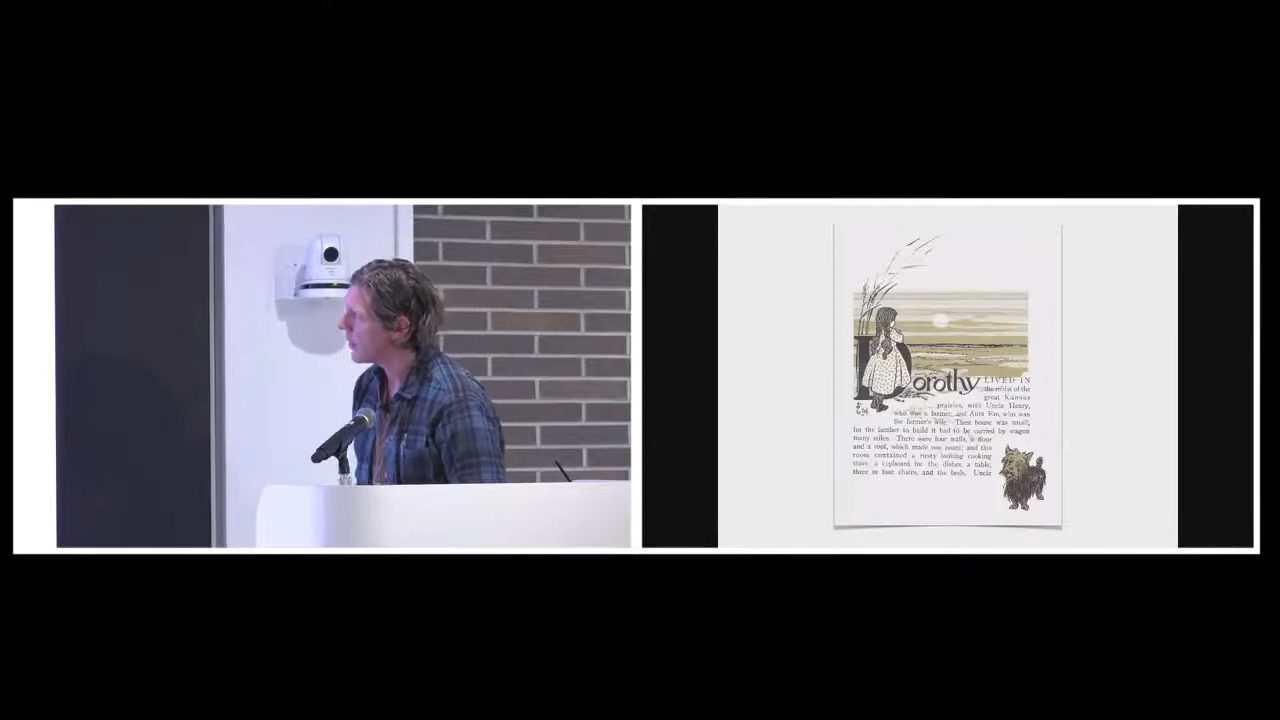 Dorothy LIVED IN
the midst of the
great Kansas
prairies, with Uncle Henry,
who was a farmer, and Aunt Em, who was
the farmer's wife. Their house was small,
for the lumber to build it had to be carried by wagon
many miles. There were four walls, a floor
and a roof, which made one room; and this
room contained a rusty looking cooking
stove, a cupboard for the dishes, a table,
three or four chairs, and the beds. Uncle